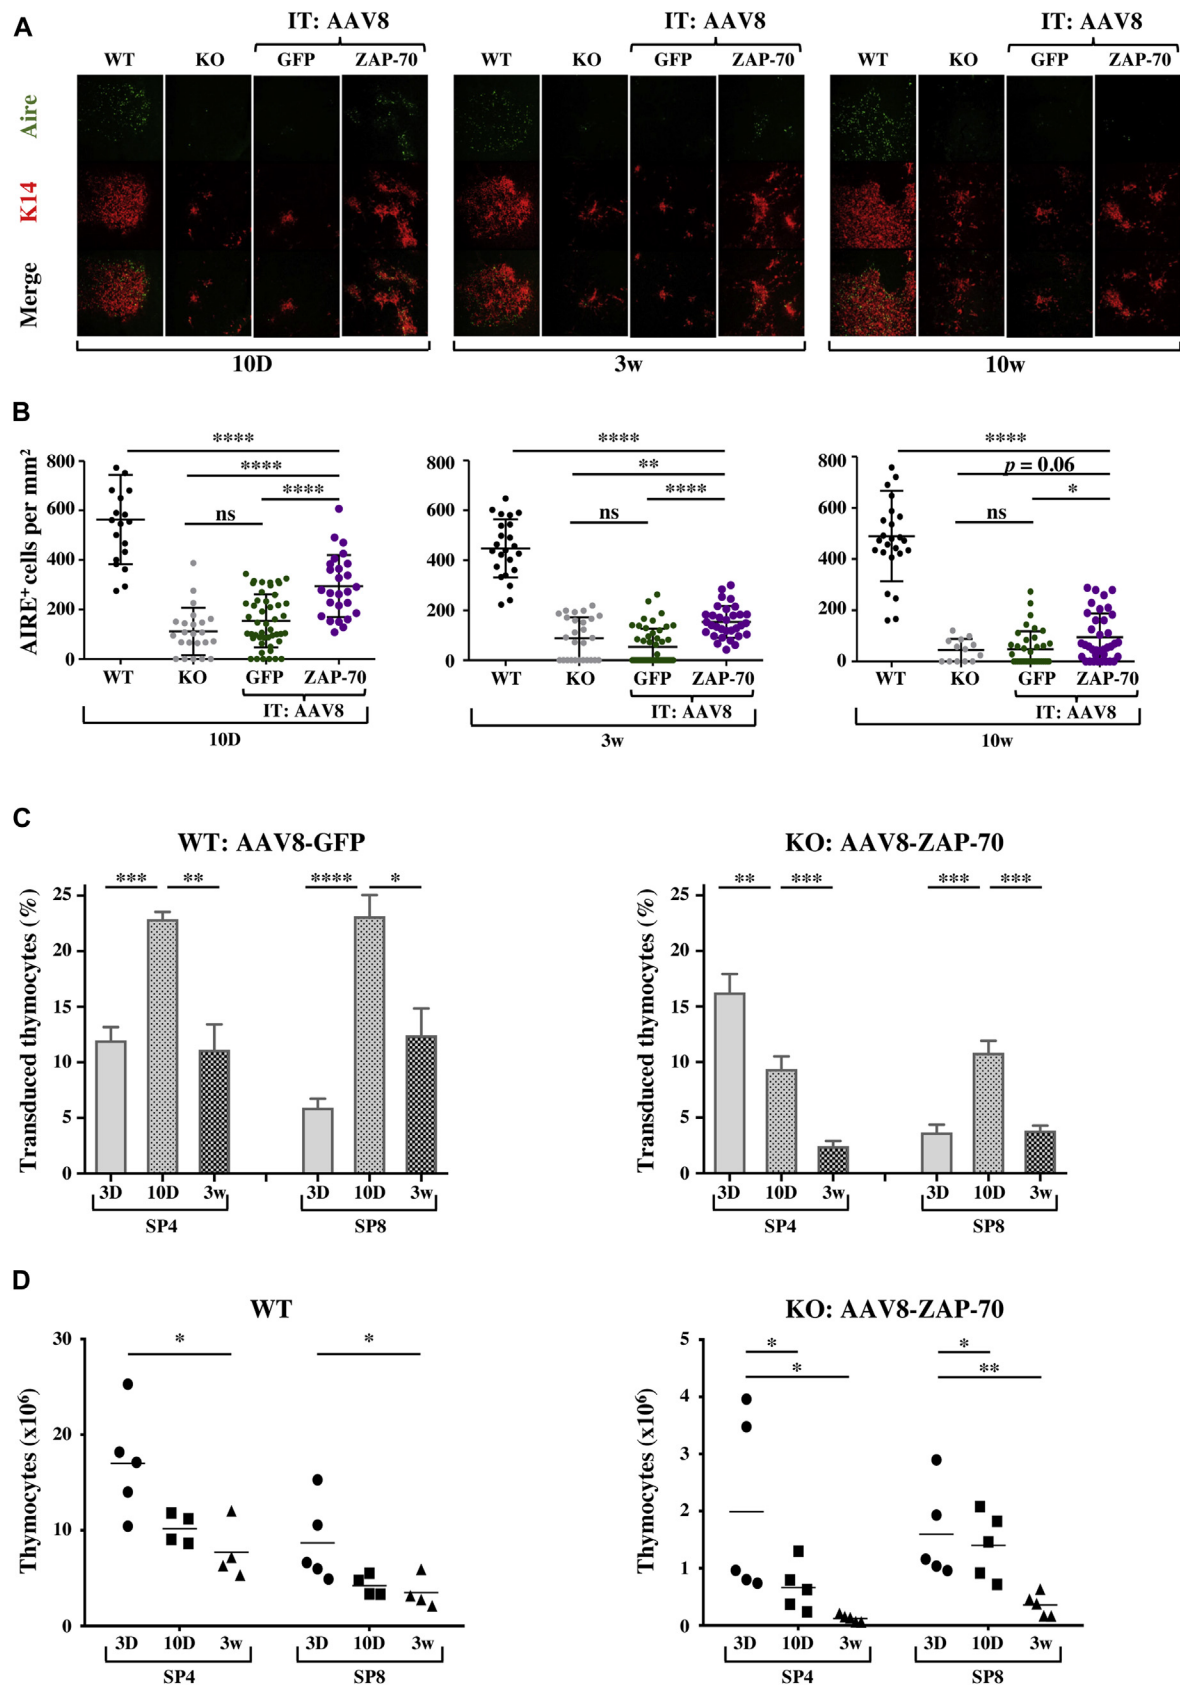 A
IT: AAV8 IT: AAV8 IT: AAV8
WT KO GFP ZAP-70 WT KO GFP ZAP-70 WT KO GFP ZAP-70
Aire
K14
Merge
10D 3w 10w
B
AIRE+ cells per mm²
**** **** ****
**** ** p = 0.06
**** **** *
ns ns ns
800 800 800
600 600 600
400 400 400
200 200 200
0 0 0
WT KO GFP ZAP-70 WT KO GFP ZAP-70 WT KO GFP ZAP-70
IT: AAV8 IT: AAV8 IT: AAV8
10D 3w 10w
C
WT: AAV8-GFP KO: AAV8-ZAP-70
Transduced thymocytes (%) Transduced thymocytes (%)
*** ** **** * ** *** *** ***
25 25
20 20
15 15
10 10
5 5
0 0
3D 10D 3w 3D 10D 3w 3D 10D 3w 3D 10D 3w
SP4 SP8 SP4 SP8
D
WT KO: AAV8-ZAP-70
Thymocytes (x10⁶) Thymocytes (x10⁶)
* * * *
* **
30 5
20 4
10 3
0 2
1
0
3D 10D 3w 3D 10D 3w 3D 10D 3w 3D 10D 3w
SP4 SP8 SP4 SP8